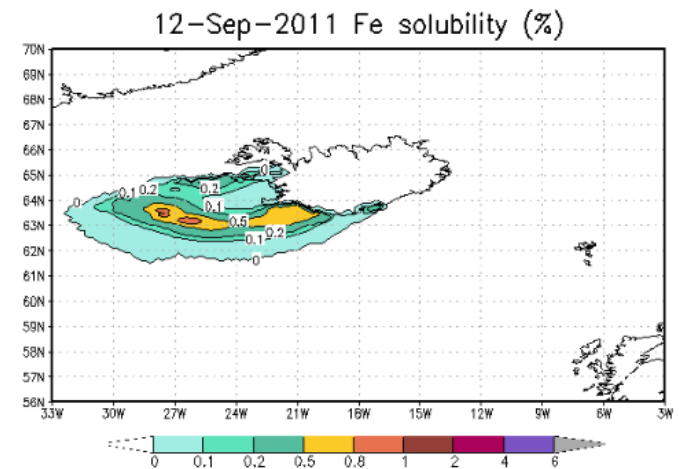 12-Sep-2011 Fe solubility (%)
70N
69N
68N
67N
66N
65N
64N
63N
62N
61N
60N
59N
58N
57N
56N
0
0.1 0.2
0.2
0
0.1
0.5
0.2
0.1
0
33W 30W 27W 24W 21W 18W 15W 12W 9W 6W 3W
0 0.1 0.2 0.5 0.8 1 2 4 6